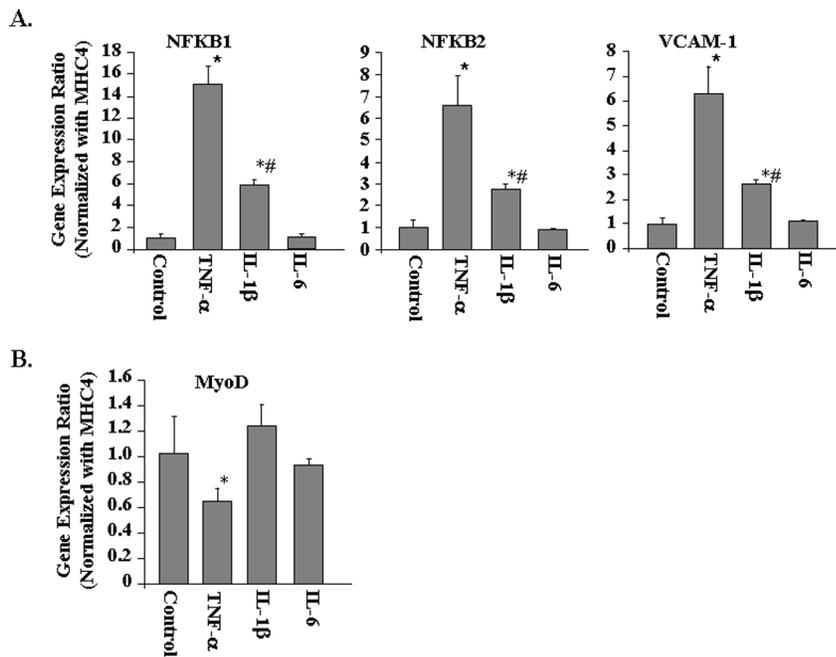 A.
Gene Expression Ratio
(Normalized with MHC4)
NFKB1
18
16
14
12
10
8
6
4
2
0
*
*#
Control
TNF-α
IL-1β
IL-6
NFKB2
9
8
7
6
5
4
3
2
1
0
*
*#
Control
TNF-α
IL-1β
IL-6
VCAM-1
8
7
6
5
4
3
2
1
0
*
*#
Control
TNF-α
IL-1β
IL-6
B.
Gene Expression Ratio
(Normalized with MHC4)
MyoD
1.6
1.4
1.2
1.0
0.8
0.6
0.4
0.2
0
*
Control
TNF-α
IL-1β
IL-6